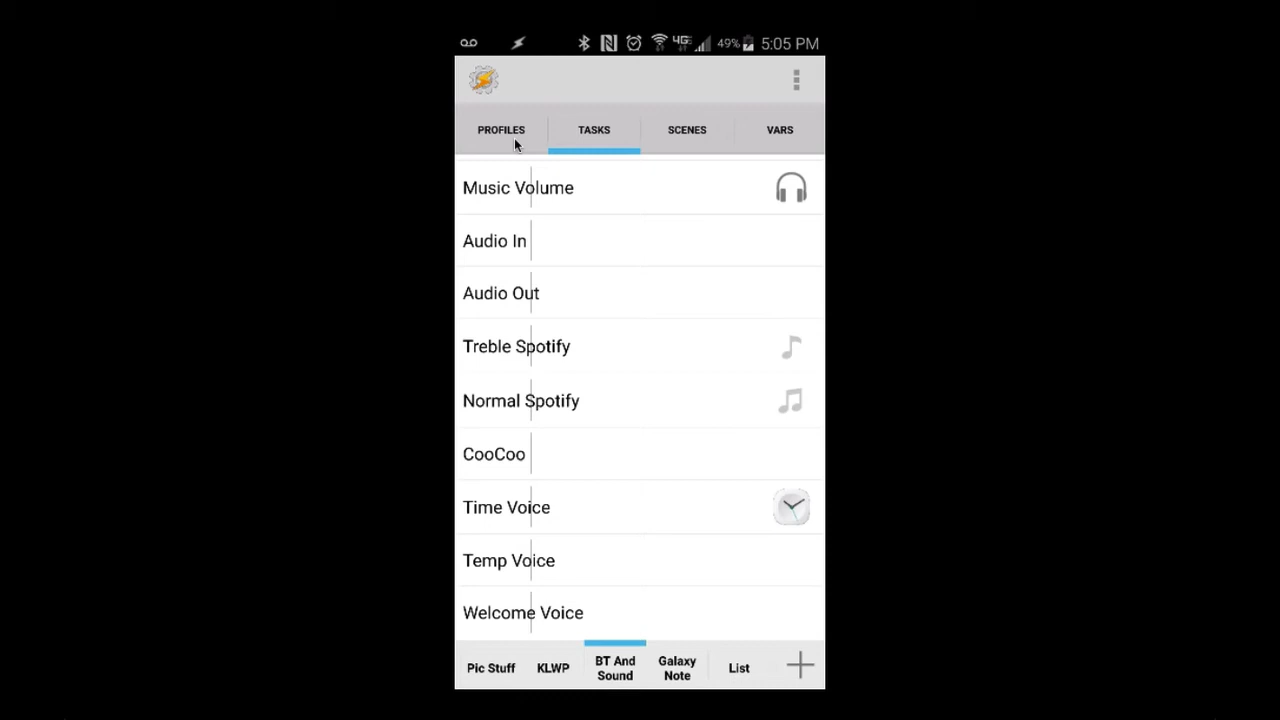 49% 5:05 PM
PROFILES TASKS SCENES VARS
Music Volume
Audio In
Audio Out
Treble Spotify
Normal Spotify
CooCoo
Time Voice
Temp Voice
Welcome Voice
Pic Stuff KLWP BT And Sound Galaxy Note List